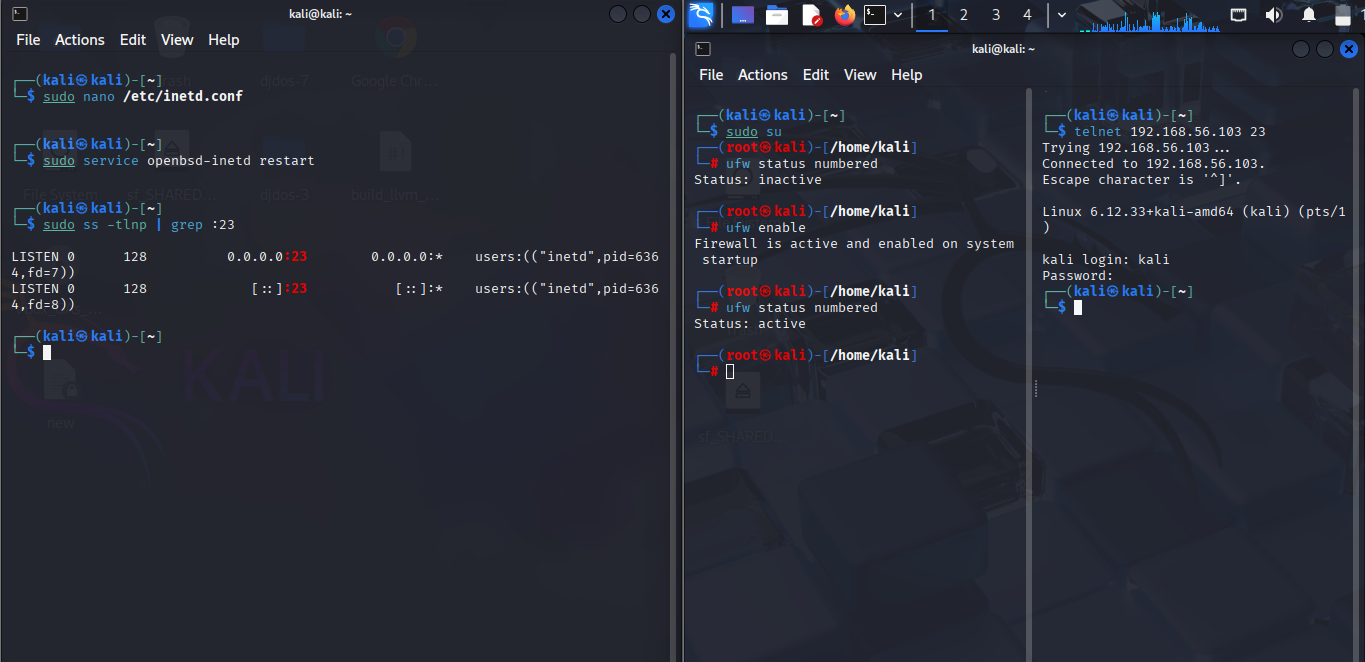 kali@kali: ~
File Actions Edit View Help
┌──(kali㉿kali)-[~]
└─$ sudo nano /etc/inetd.conf
┌──(kali㉿kali)-[~]
└─$ sudo service openbsd-inetd restart
┌──(kali㉿kali)-[~]
└─$ sudo ss -tlnp | grep :23
LISTEN 0      128          0.0.0.0:23        0.0.0.0:*    users:(("inetd",pid=636
4,fd=7))
LISTEN 0      128             [::]:23           [::]:*    users:(("inetd",pid=636
4,fd=8))
┌──(kali㉿kali)-[~]
└─$
djdos-7
Google Chr...
File System
sf_SHARED...
djdos-3
build_llvm_...
KALI
new
1 2 3 4
kali@kali: ~
File Actions Edit View Help
┌──(kali㉿kali)-[~]
└─$ sudo su
┌──(root㉿kali)-[/home/kali]
└─# ufw status numbered
Status: inactive
┌──(root㉿kali)-[/home/kali]
└─# ufw enable
Firewall is active and enabled on system
 startup
┌──(root㉿kali)-[/home/kali]
└─# ufw status numbered
Status: active
┌──(root㉿kali)-[/home/kali]
└─#
sf_SHARED...
┌──(kali㉿kali)-[~]
└─$ telnet 192.168.56.103 23
Trying 192.168.56.103...
Connected to 192.168.56.103.
Escape character is '^]'.
Linux 6.12.33+kali-amd64 (kali) (pts/1
)
kali login: kali
Password:
┌──(kali㉿kali)-[~]
└─$